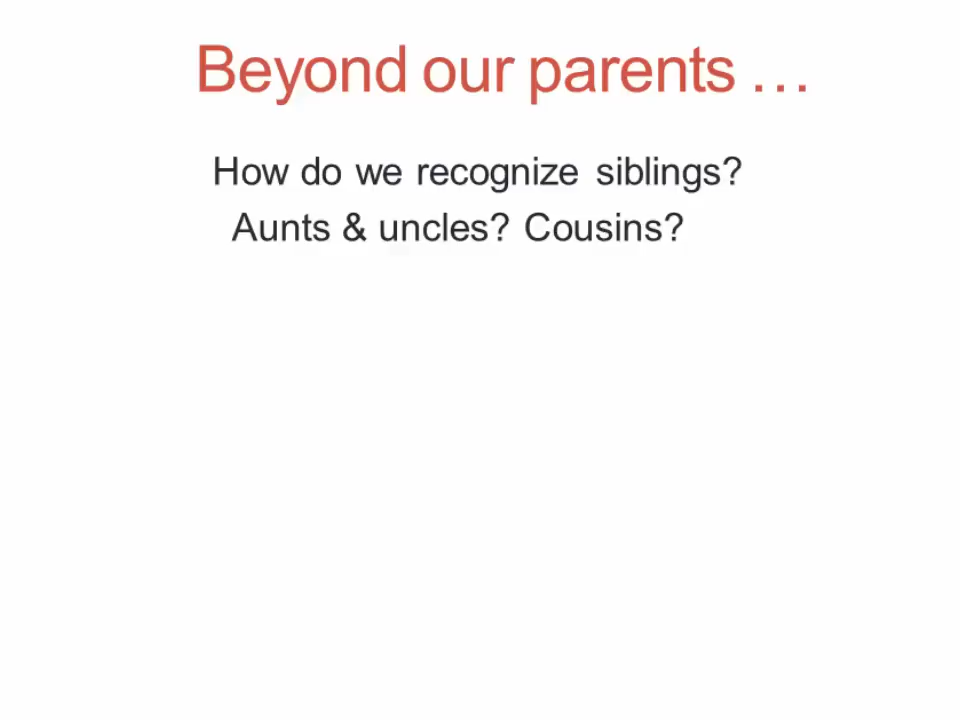 Beyond our parents …
How do we recognize siblings?
Aunts & uncles? Cousins?